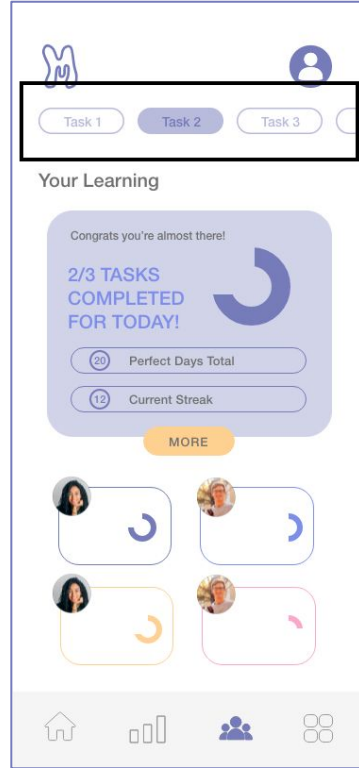 Task 1 Task 2 Task 3
Your Learning
Congrats you're almost there!
2/3 TASKS
COMPLETED
FOR TODAY!
20 Perfect Days Total
12 Current Streak
MORE